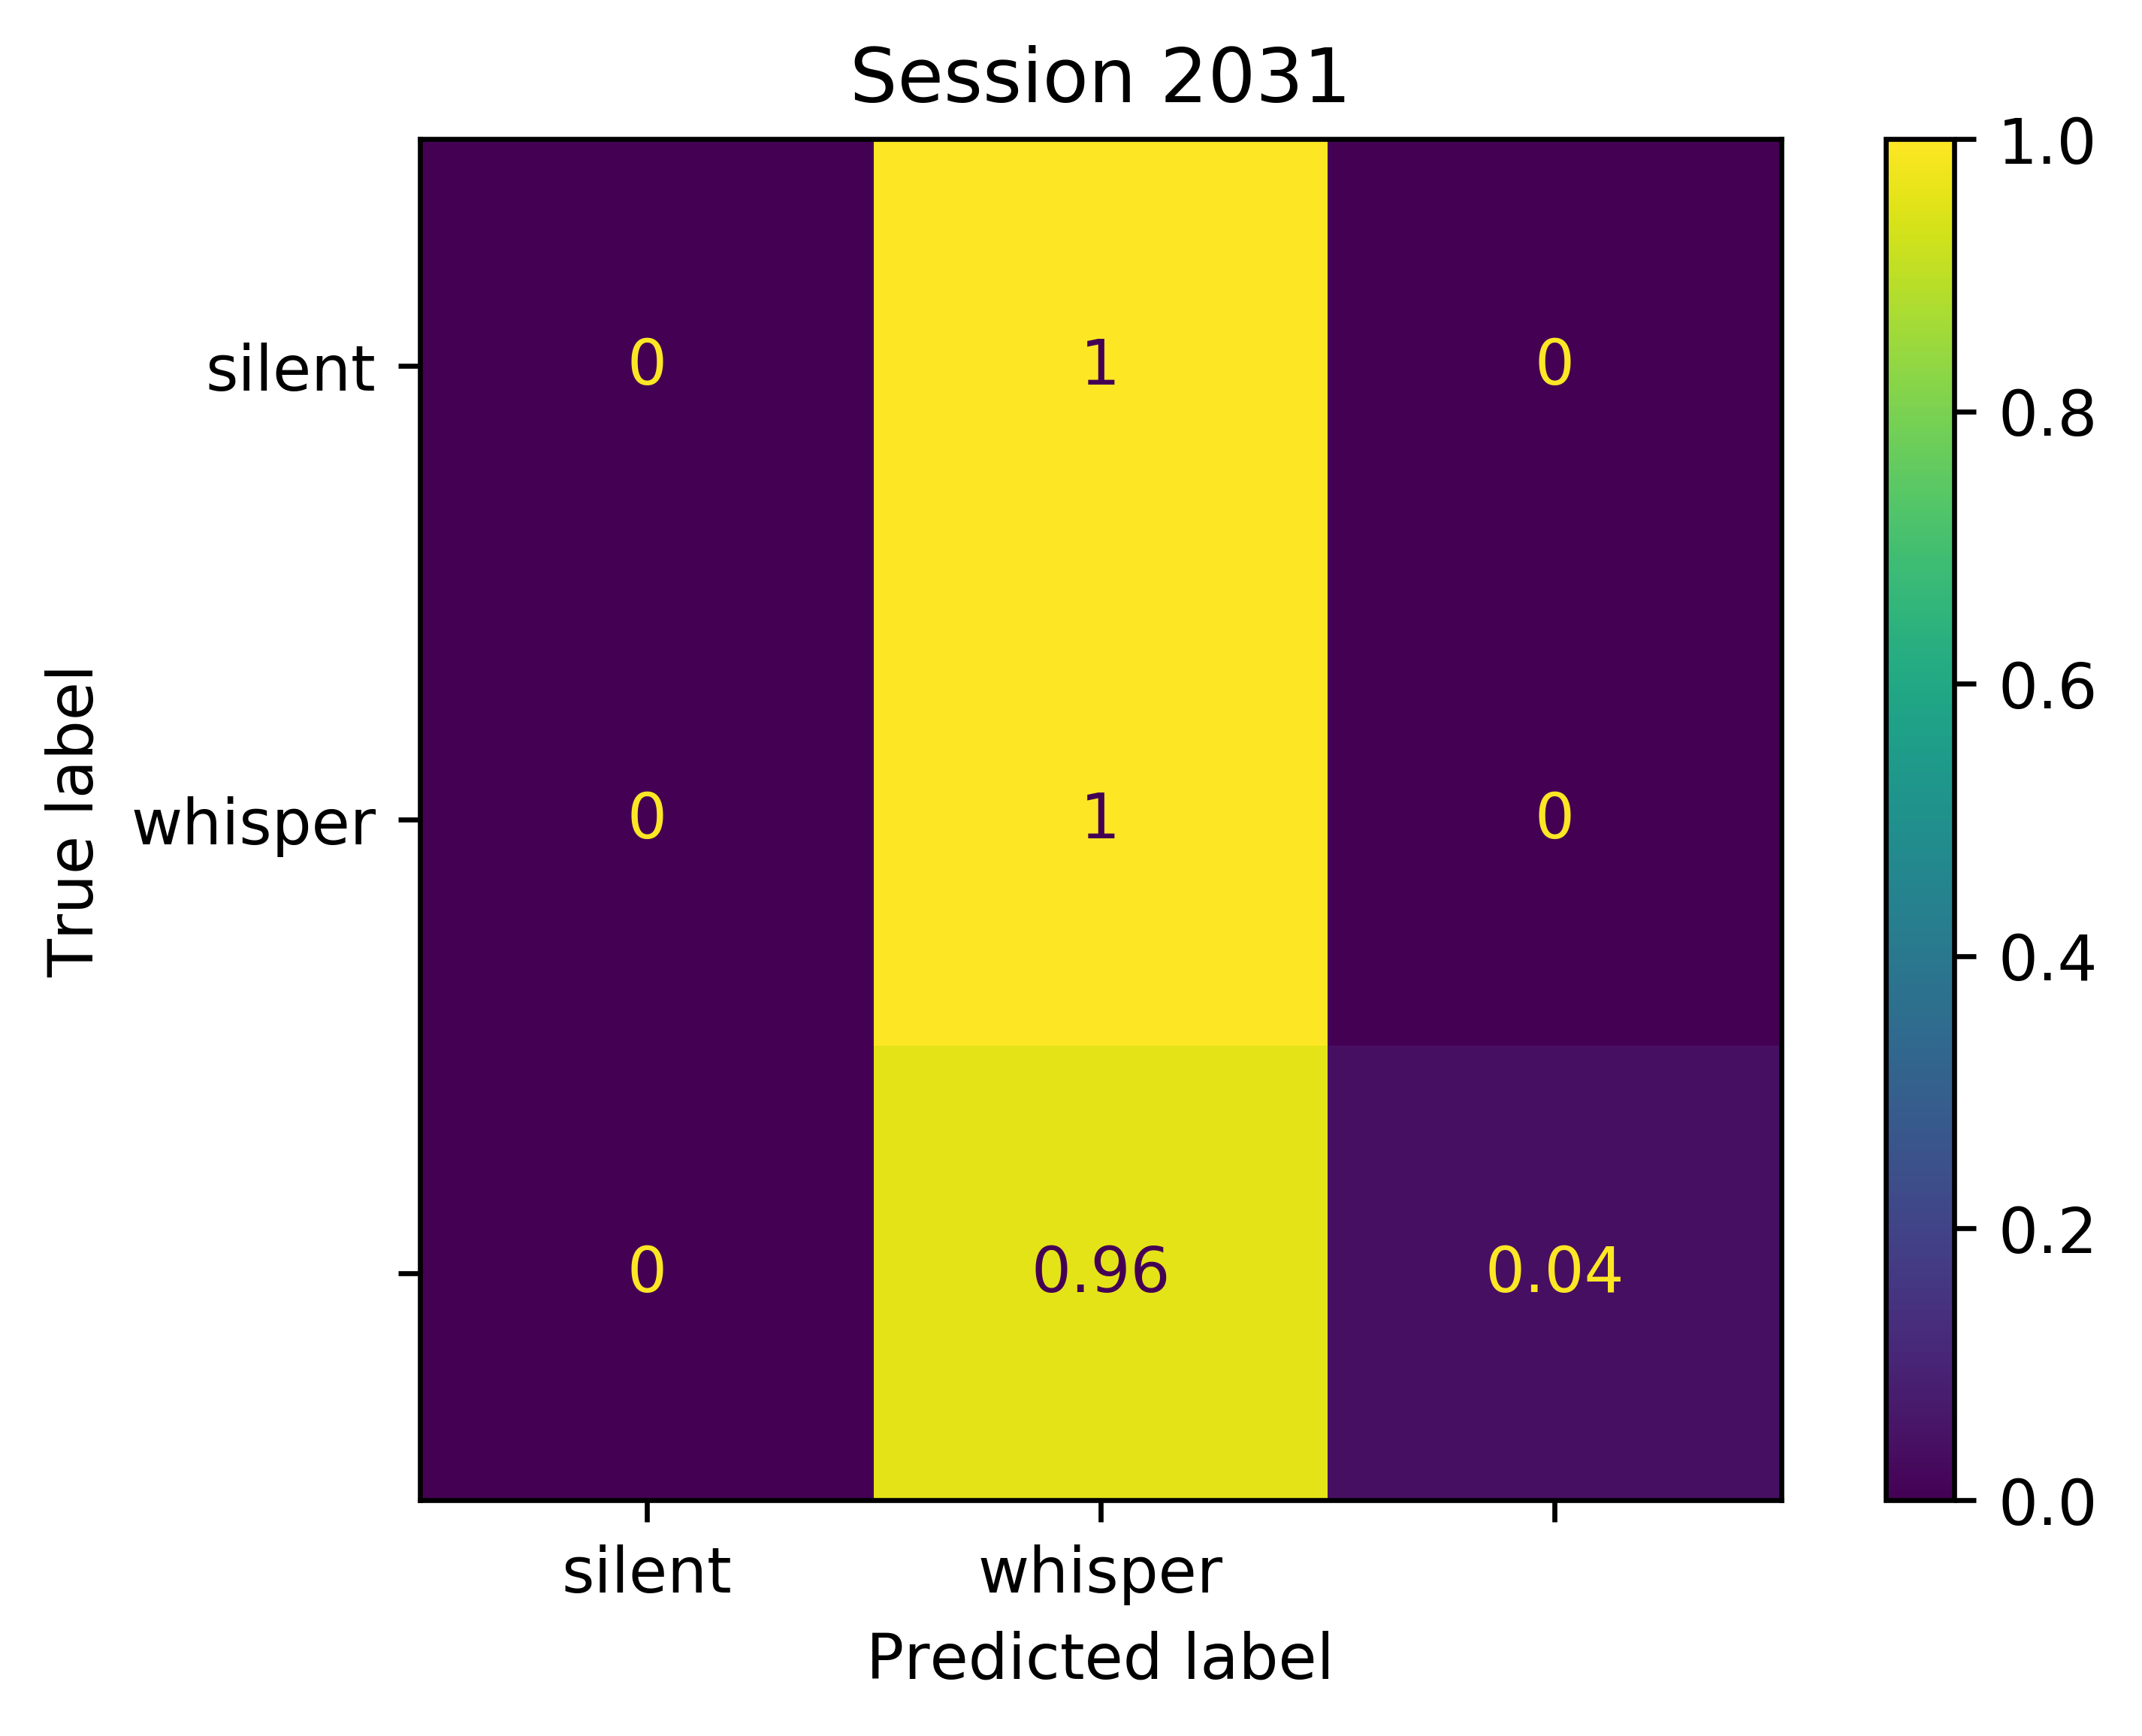 Session 2031
True label
silent
0 1 0
whisper
0 1 0
0 0.96 0.04
silent whisper
Predicted label
1.0
0.8
0.6
0.4
0.2
0.0